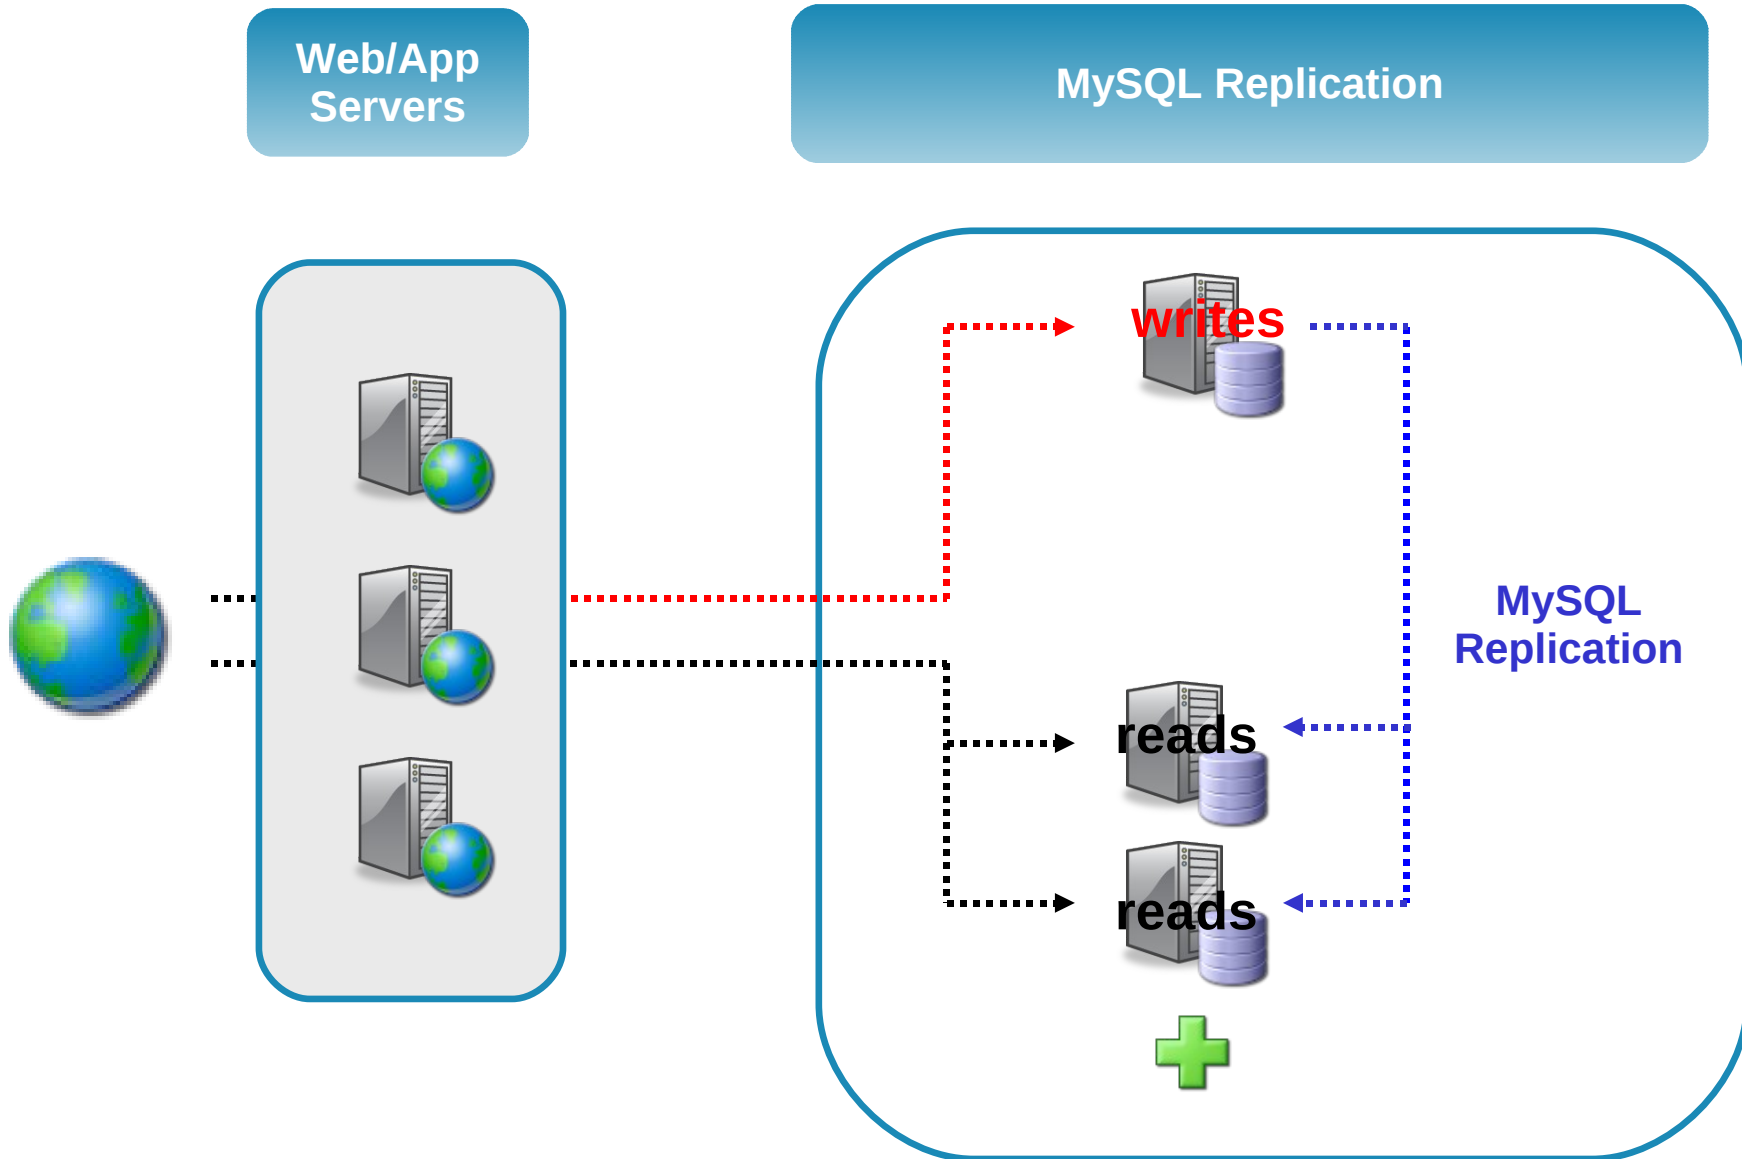 Web/App
Servers
MySQL Replication
writes
MySQL
Replication
reads
reads